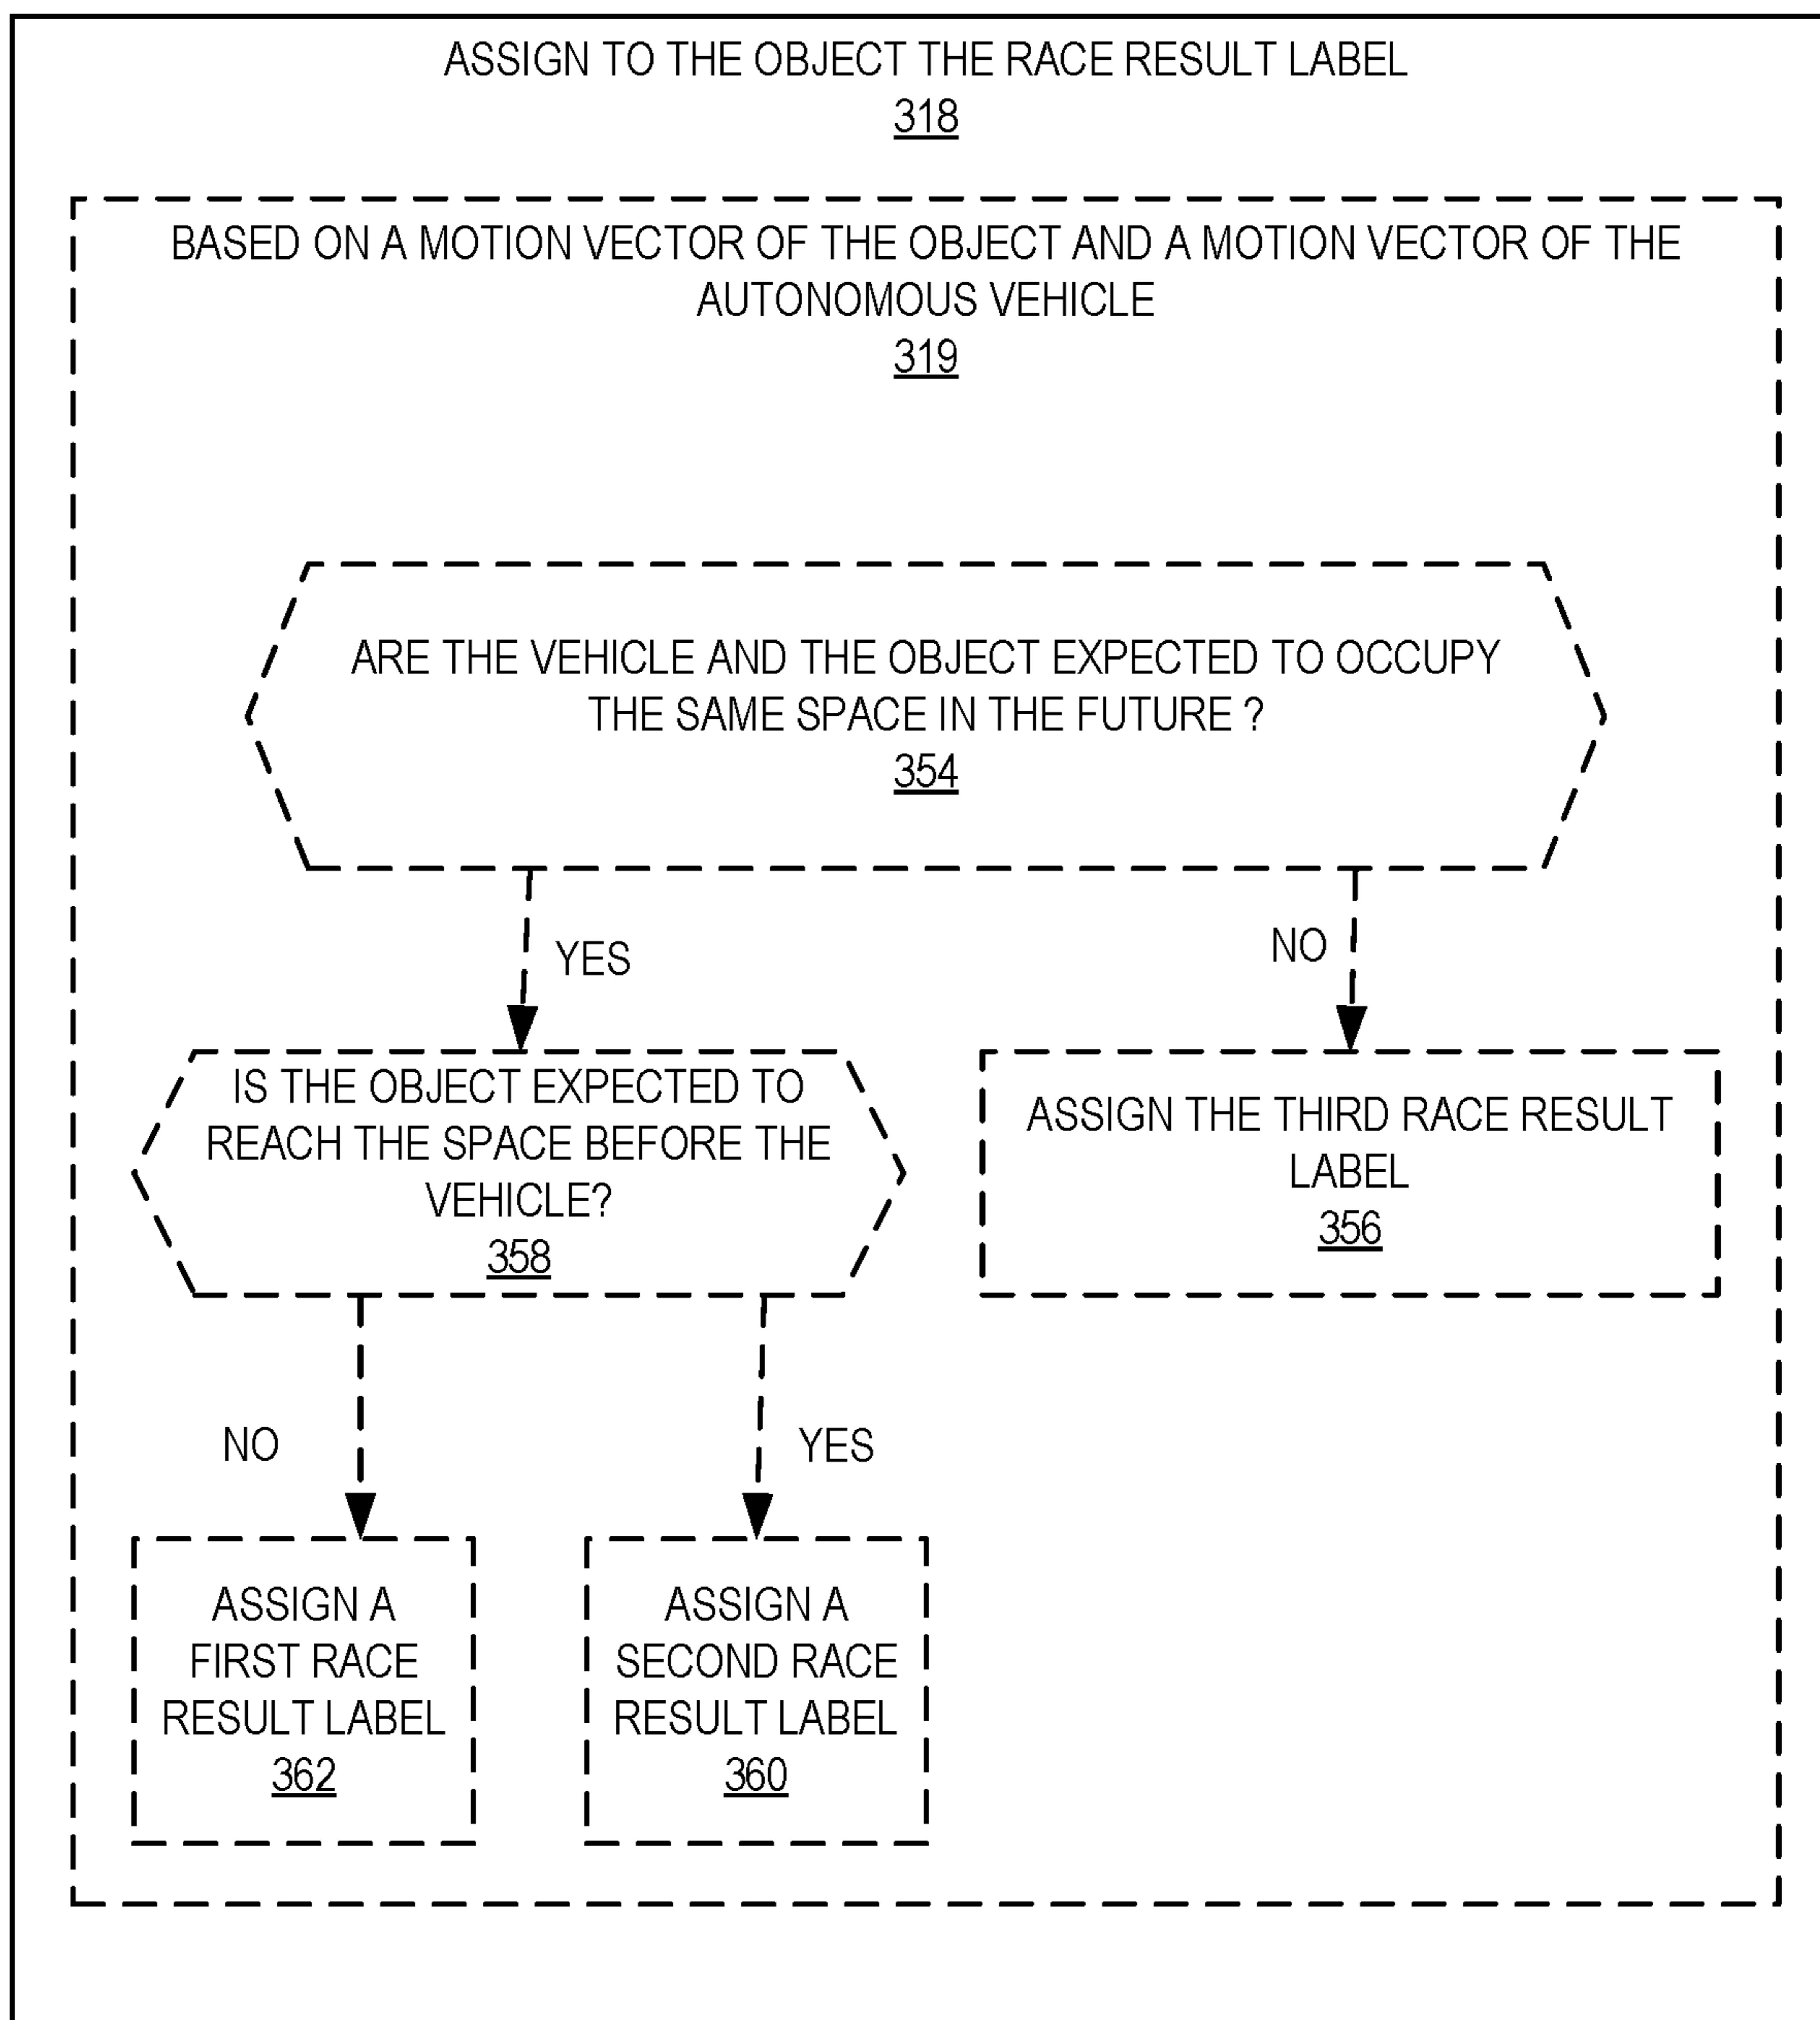 ASSIGN TO THE OBJECT THE RACE RESULT LABEL
318
BASED ON A MOTION VECTOR OF THE OBJECT AND A MOTION VECTOR OF THE
AUTONOMOUS VEHICLE
319
ARE THE VEHICLE AND THE OBJECT EXPECTED TO OCCUPY
THE SAME SPACE IN THE FUTURE ?
354
YES
NO
IS THE OBJECT EXPECTED TO
REACH THE SPACE BEFORE THE
VEHICLE?
358
ASSIGN THE THIRD RACE RESULT
LABEL
356
NO
YES
ASSIGN A
FIRST RACE
RESULT LABEL
362
ASSIGN A
SECOND RACE
RESULT LABEL
360